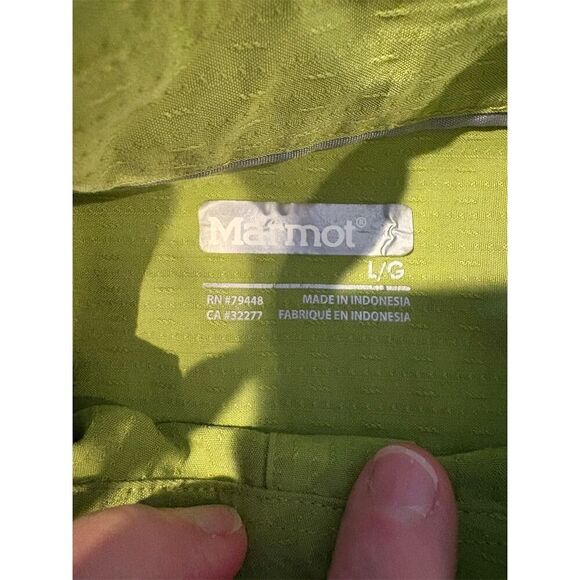 Marmot®
L/G
RN #79448 MADE IN INDONESIA
CA #32277 FABRIQUÉ EN INDONESIA